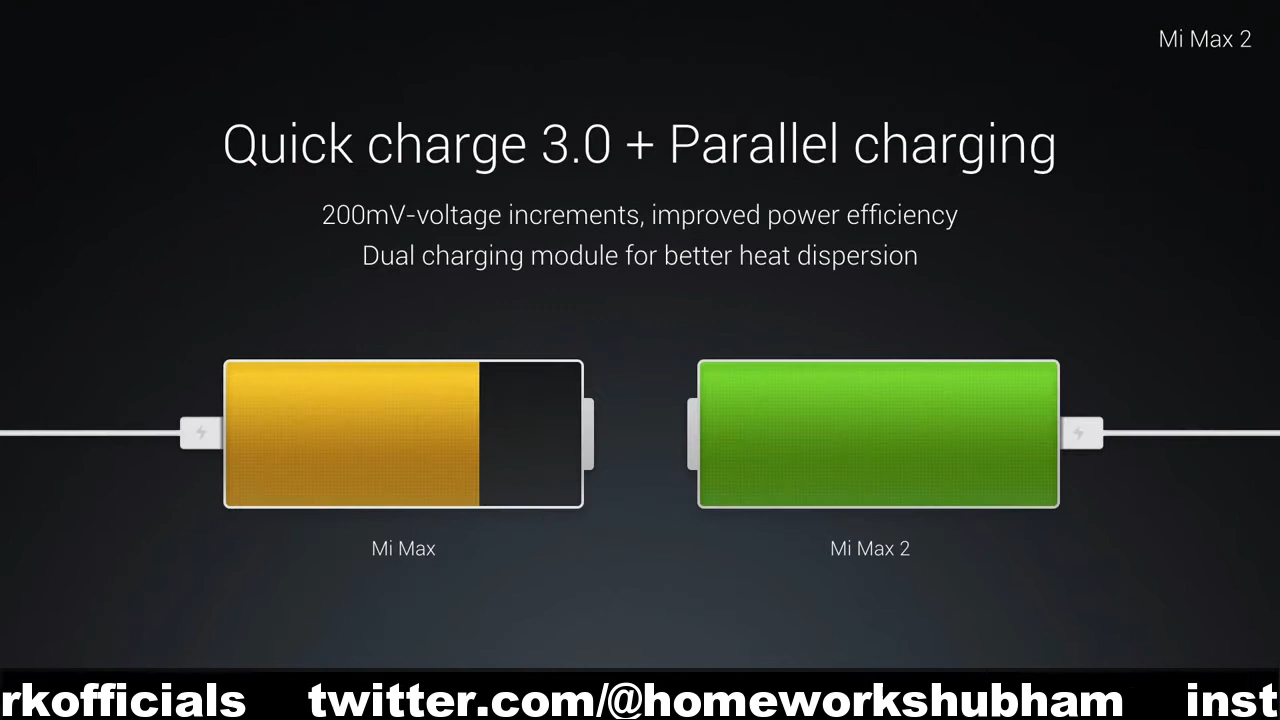 Mi Max 2
Quick charge 3.0 + Parallel charging
200mV-voltage increments, improved power efficiency
Dual charging module for better heat dispersion
Mi Max
Mi Max 2
rkofficials twitter.com/@homeworkshubham inst